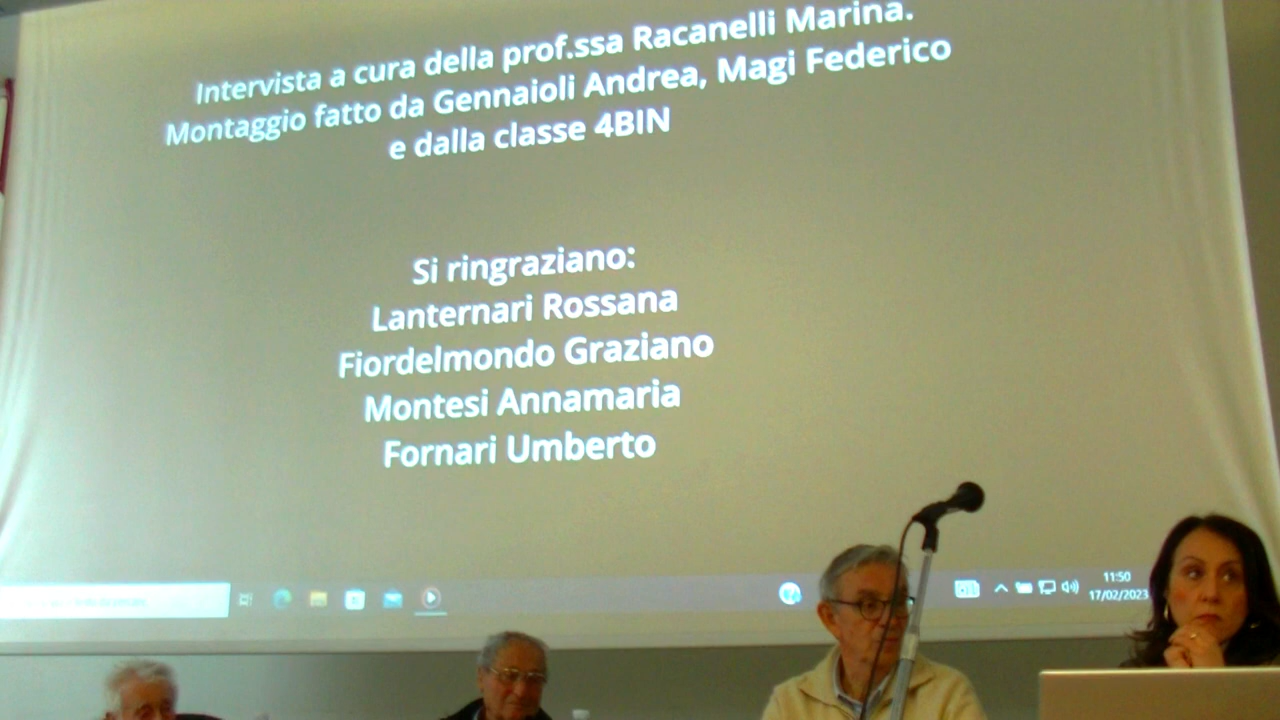 Intervista a cura della prof.ssa Racanelli Marina.
Montaggio fatto da Gennaioli Andrea, Magi Federico
e dalla classe 4BIN
Si ringraziano:
Lanternari Rossana
Fiordelmondo Graziano
Montesi Annamaria
Fornari Umberto
11:50
17/02/2023